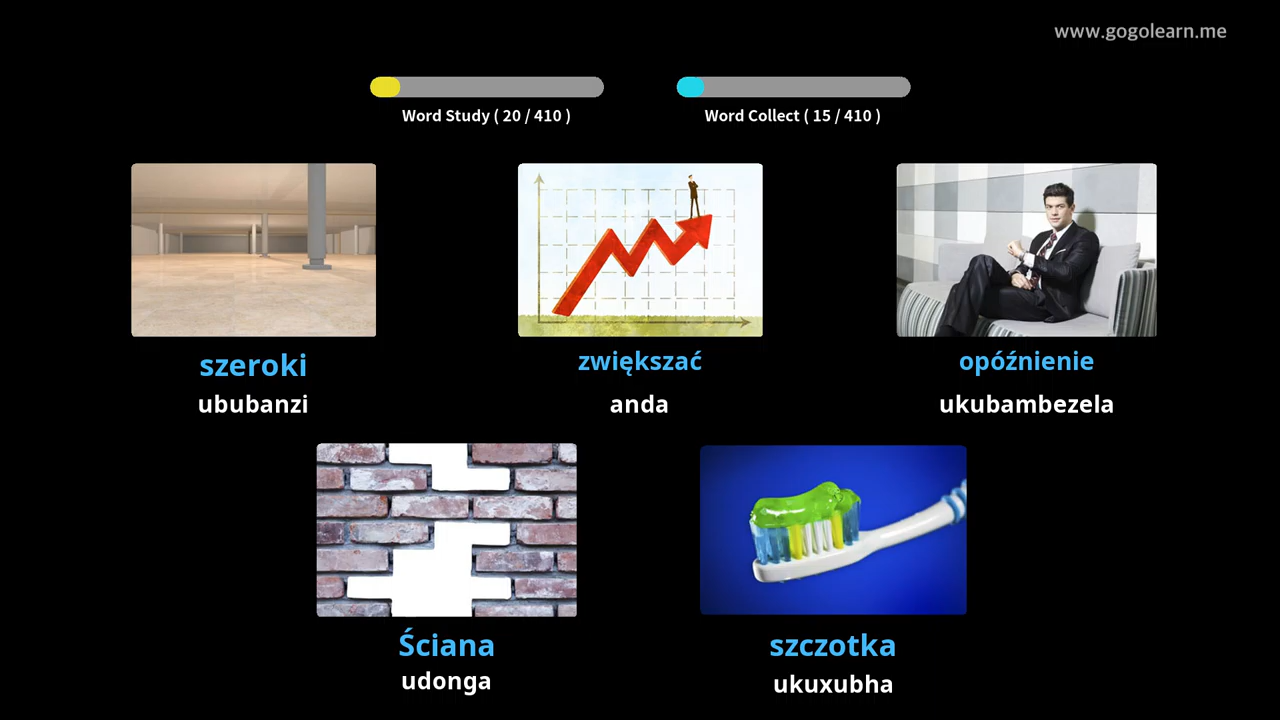 www.gogolearn.me
Word Study ( 20 / 410 )
Word Collect ( 15 / 410 )
szeroki
ububanzi
zwiększać
anda
opóźnienie
ukubambezela
Ściana
udonga
szczotka
ukuxubha